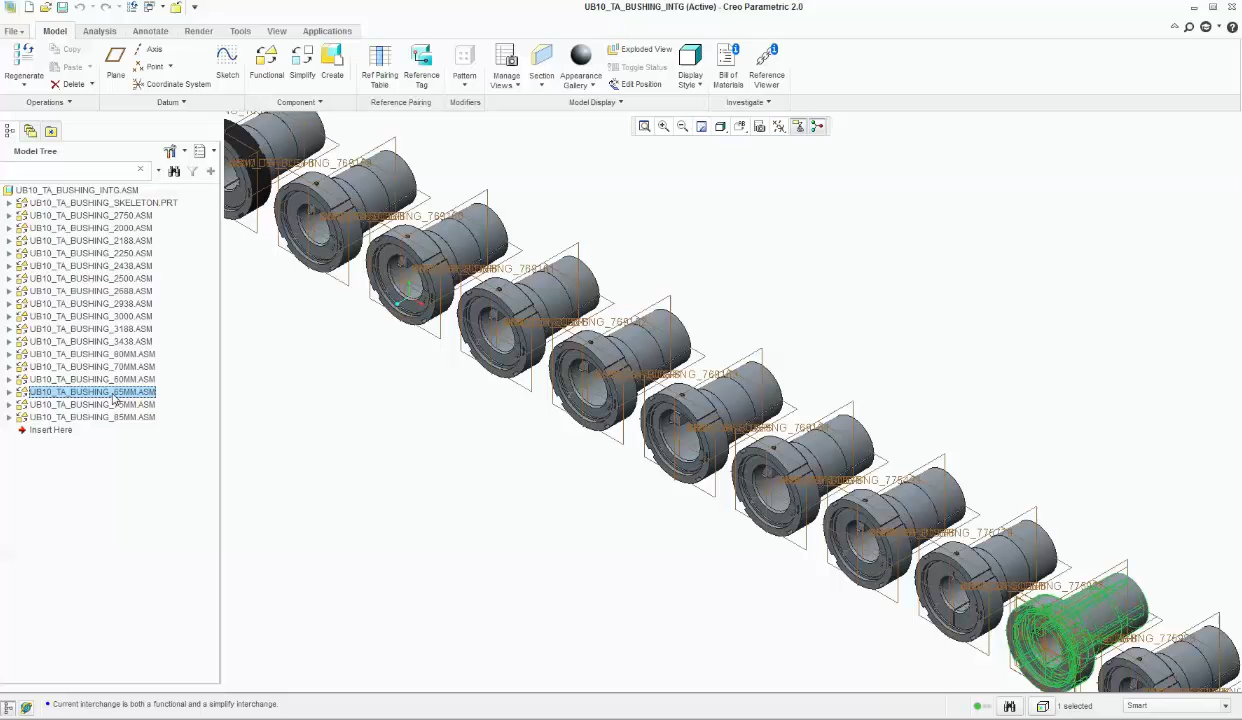 UB10_TA_BUSHING_INTG (Active) - Creo Parametric 2.0
File
Model
Analysis
Annotate
Render
Tools
View
Applications
Regenerate
Copy
Paste
Delete
Operations
Plane
Axis
Point
Coordinate System
Sketch
Datum
Functional
Simplify
Create
Component
Ref Pairing
Table
Reference
Tag
Reference Pairing
Pattern
Modifiers
Manage
Views
Section
Appearance
Gallery
Exploded View
Toggle Status
Edit Position
Display
Style
Model Display
Bill of
Materials
Reference
Viewer
Investigate
Model Tree
UB10_TA_BUSHING_INTG.ASM
UB10_TA_BUSHING_SKELETON.PRT
UB10_TA_BUSHING_2750.ASM
UB10_TA_BUSHING_2000.ASM
UB10_TA_BUSHING_2188.ASM
UB10_TA_BUSHING_2250.ASM
UB10_TA_BUSHING_2438.ASM
UB10_TA_BUSHING_2500.ASM
UB10_TA_BUSHING_2688.ASM
UB10_TA_BUSHING_2938.ASM
UB10_TA_BUSHING_3000.ASM
UB10_TA_BUSHING_3188.ASM
UB10_TA_BUSHING_3438.ASM
UB10_TA_BUSHING_80MM.ASM
UB10_TA_BUSHING_70MM.ASM
UB10_TA_BUSHING_60MM.ASM
UB10_TA_BUSHING_65MM.ASM
UB10_TA_BUSHING_75MM.ASM
UB10_TA_BUSHING_85MM.ASM
Insert Here
Current interchange is both a functional and a simplify interchange.
1 selected
Smart